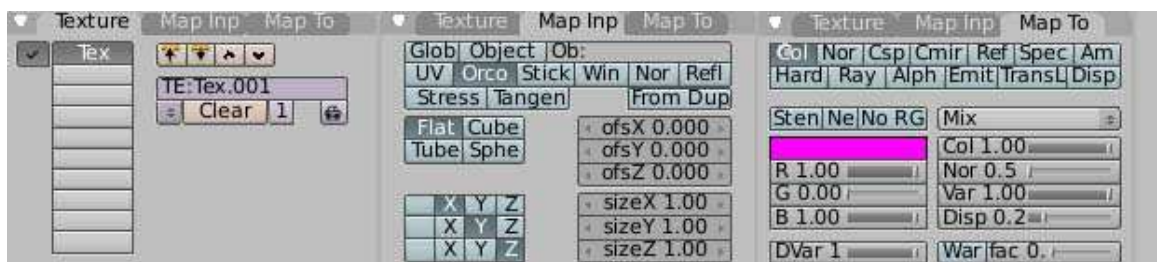 Texture Map Inp Map To
Tex
TE:Tex.001
Clear 1
Texture Map Inp Map To
Glob Object Ob:
UV Orco Stick Win Nor Refl
Stress Tangen From Dup
Flat Cube
Tube Sphe
ofsX 0.000
ofsY 0.000
ofsZ 0.000
X Y Z
X Y Z
X Y Z
sizeX 1.00
sizeY 1.00
sizeZ 1.00
Texture Map Inp Map To
Col Nor Csp Cmir Ref Spec Am
Hard Ray Alph Emit TransL Disp
Sten Ne No RG
Mix
R 1.00
G 0.00
B 1.00
Col 1.00
Nor 0.5
Var 1.00
Disp 0.2
DVar 1
War fac 0.